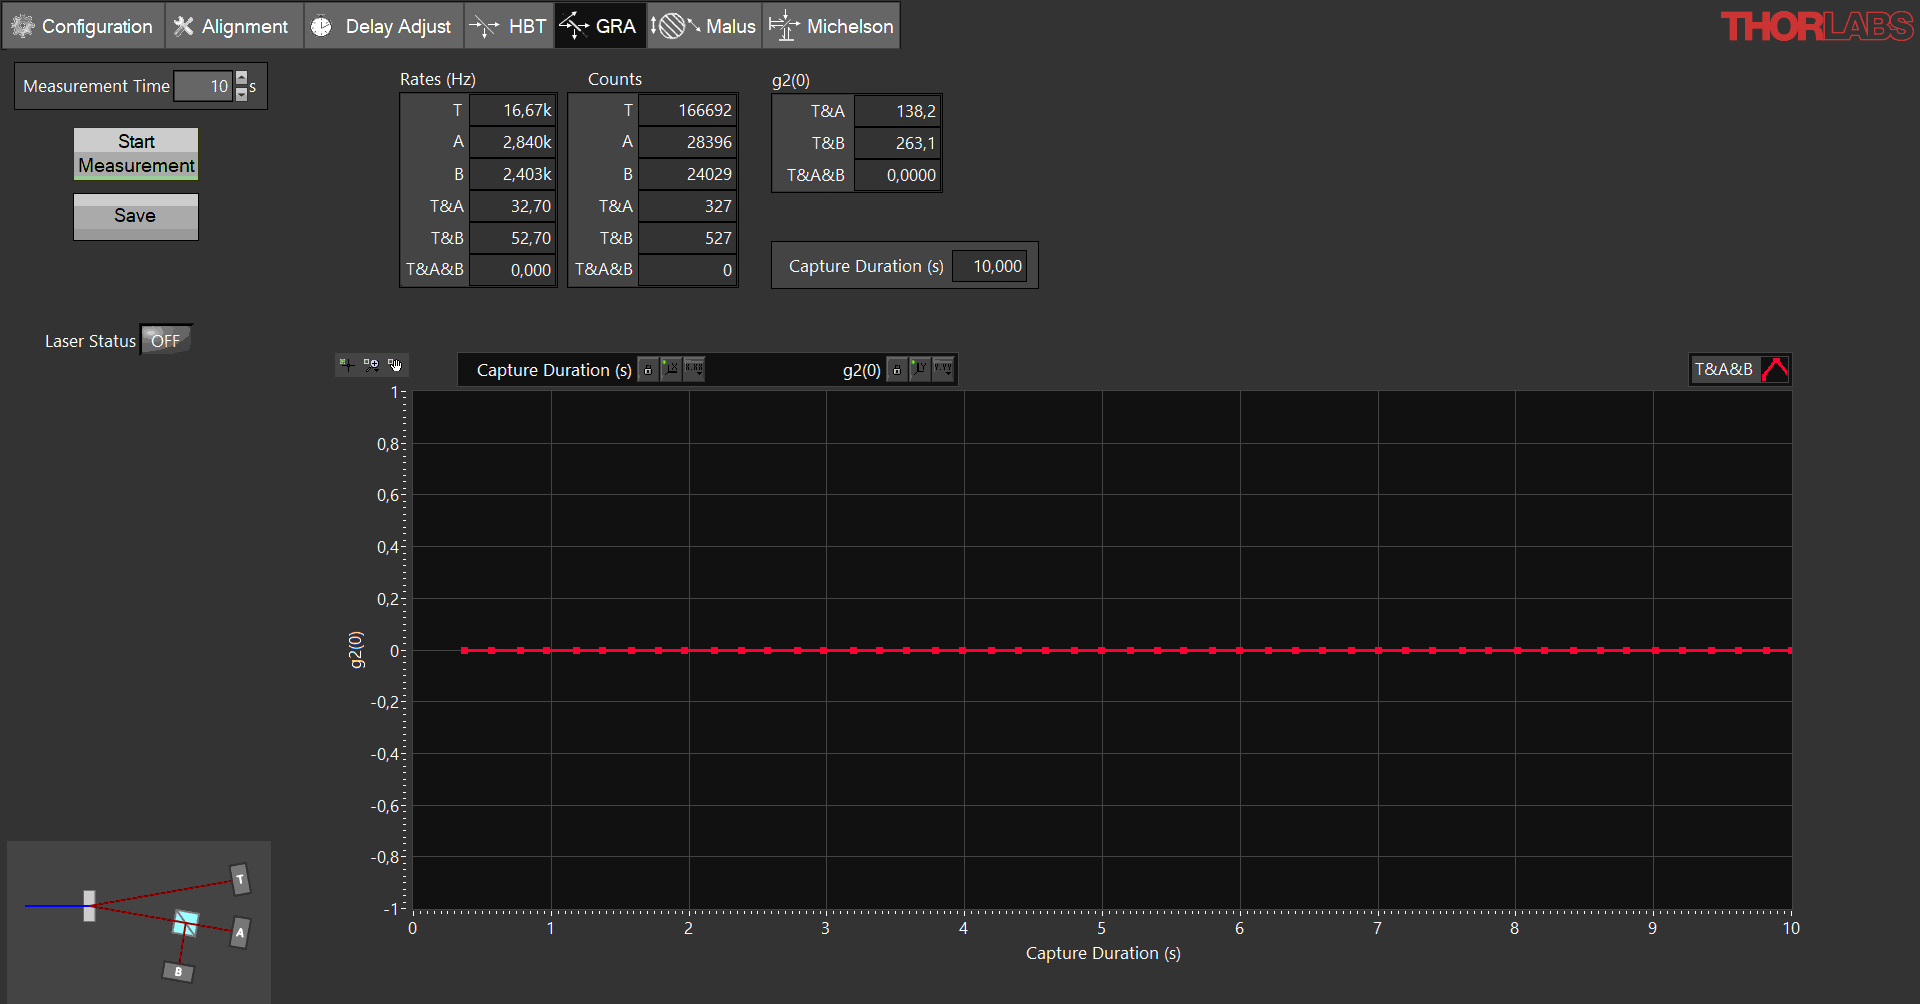 Configuration
Alignment
Delay Adjust
HBT
GRA
Malus
Michelson
THORLABS
Measurement Time 10 s
Start
Measurement
Save
Laser Status OFF
Rates (Hz)
T 16,67k
A 2,840k
B 2,403k
T&A 32,70
T&B 52,70
T&A&B 0,000
Counts
T 166692
A 28396
B 24029
T&A 327
T&B 527
T&A&B 0
g2(0)
T&A 138,2
T&B 263,1
T&A&B 0,0000
Capture Duration (s) 10,000
Capture Duration (s)
g2(0)
T&A&B
g2(0)
1
0,8
0,6
0,4
0,2
0
-0,2
-0,4
-0,6
-0,8
-1
0 1 2 3 4 5 6 7 8 9 10
Capture Duration (s)
T
A
B